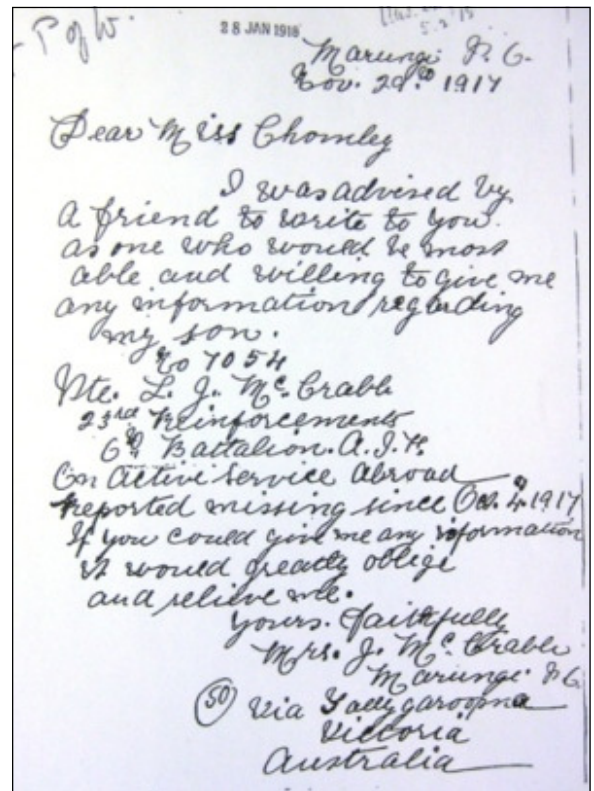 P of W.
28 JAN 1918
5.2.18
Marungi P.O.
Nov. 29th 1917
Dear Miss Chomley
I was advised by
a friend to write to you
as one who would be most
able and willing to give me
any information regarding
my son.
No 7054
Pte. L. J. McCrabb
23rd Reinforcements
6th Battalion. A.I.F.
On Active Service Abroad
reported missing since Oct. 4th 1917
If you could give me any information
it would greatly oblige
and relieve me.
Yours. faithfully
Mrs. J. McCrabb
Marungi P.O.
50 Via Tallygaroopna
Victoria
Australia